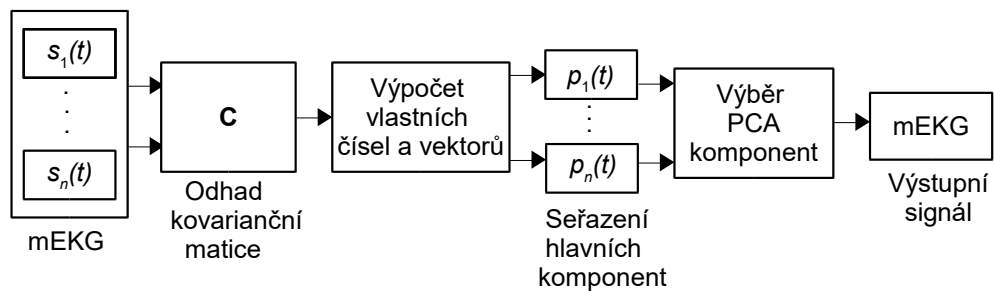 s1(t)
sn(t)
mEKG
C
Odhad
kovarianční
matice
Výpočet
vlastních
čísel a vektorů
p1(t)
pn(t)
Seřazení
hlavních
komponent
Výběr
PCA
komponent
mEKG
Výstupní
signál